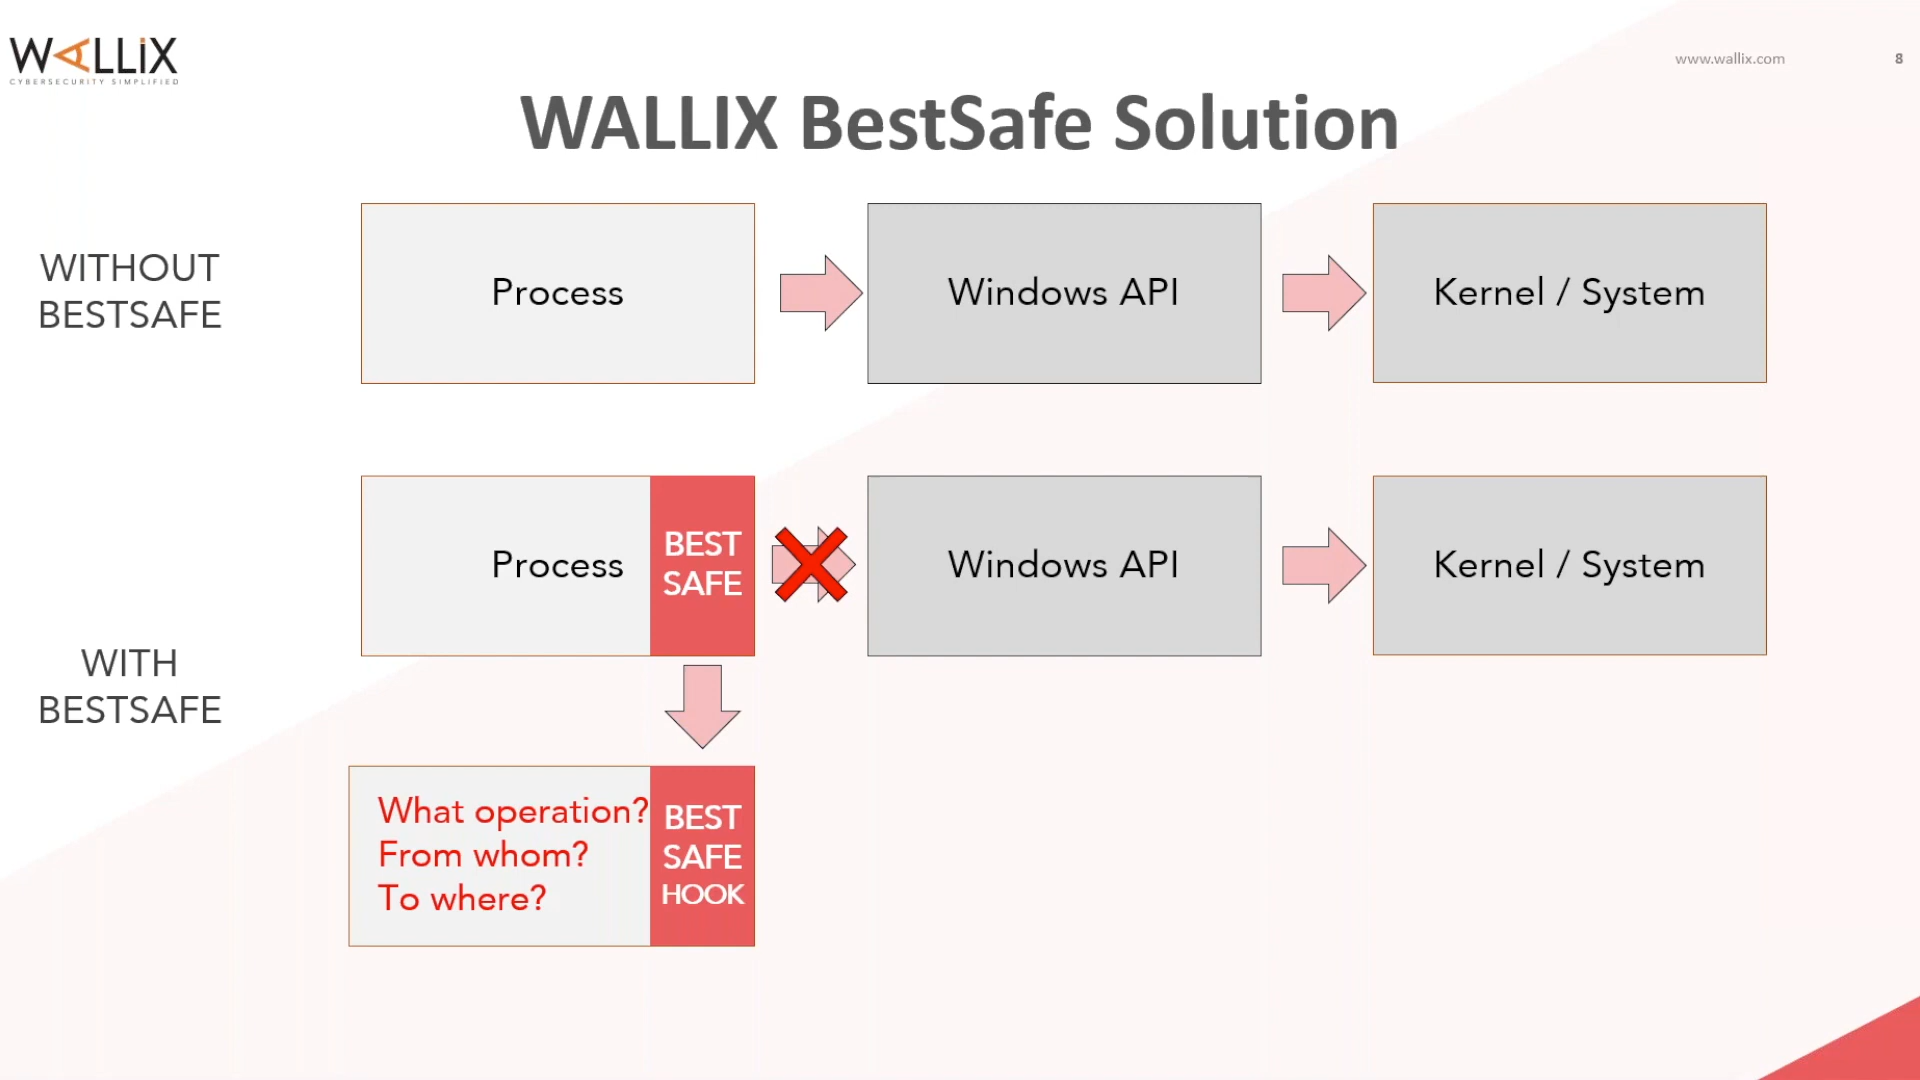 WALLiX
CYBERSECURITY SIMPLIFIED
www.wallix.com
8
WALLIX BestSafe Solution
WITHOUT
BESTSAFE
Process
Windows API
Kernel / System
WITH
BESTSAFE
Process
BEST
SAFE
Windows API
Kernel / System
What operation?
From whom?
To where?
BEST
SAFE
HOOK